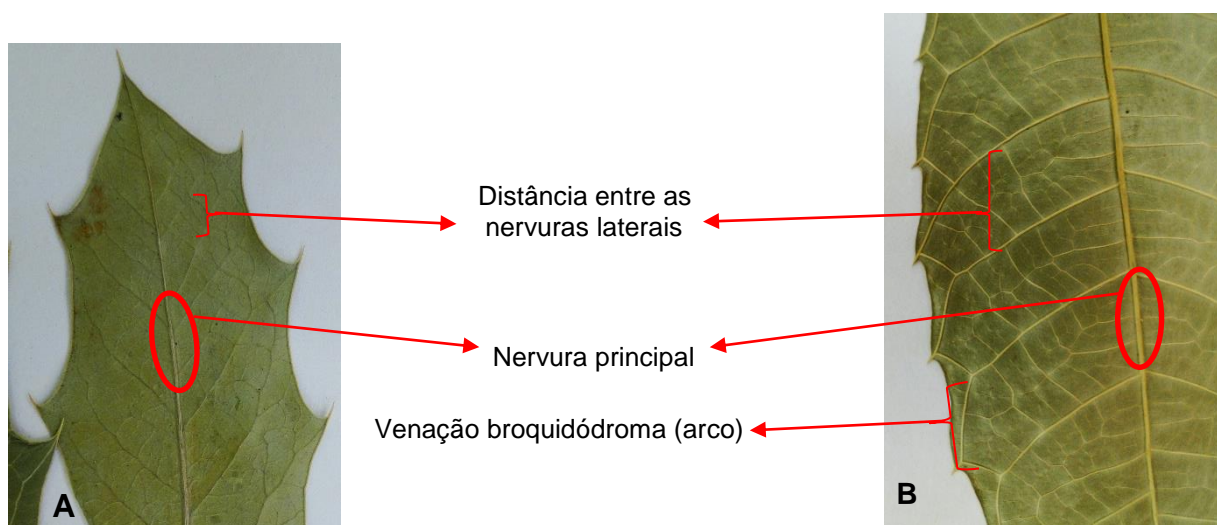 Distância entre as
nervuras laterais
Nervura principal
Venação broquidódroma (arco)
A
B